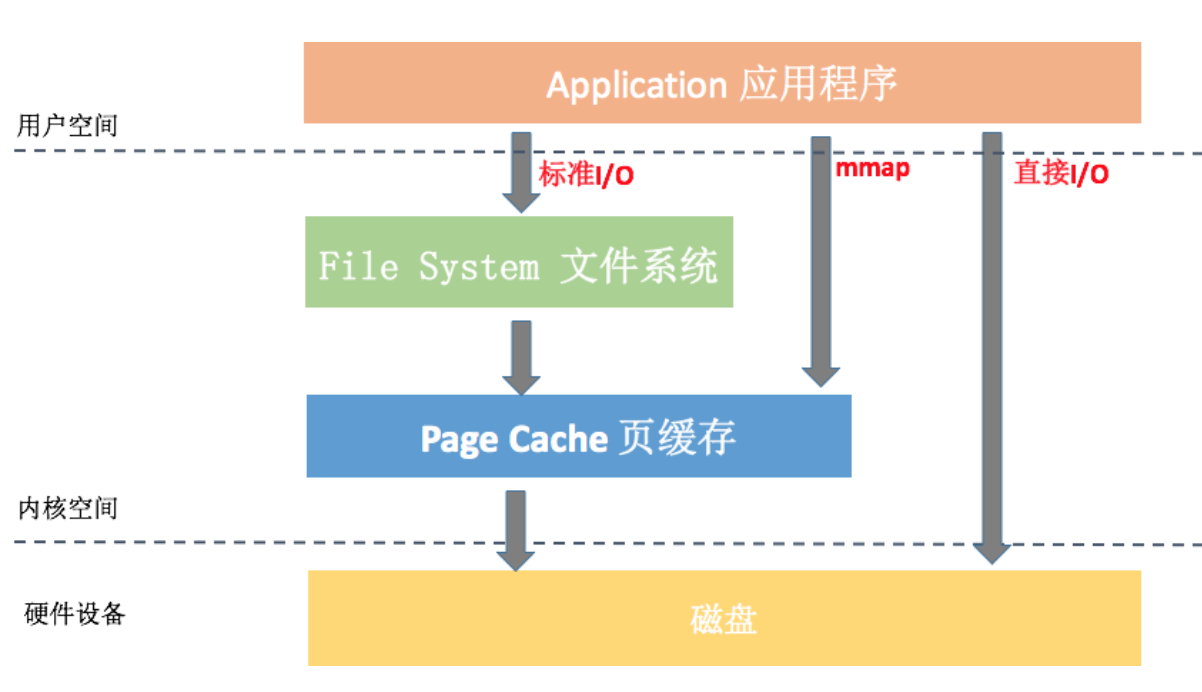 Application 应用程序
用户空间
标准I/O
mmap
直接I/O
File System 文件系统
Page Cache 页缓存
内核空间
硬件设备
磁盘